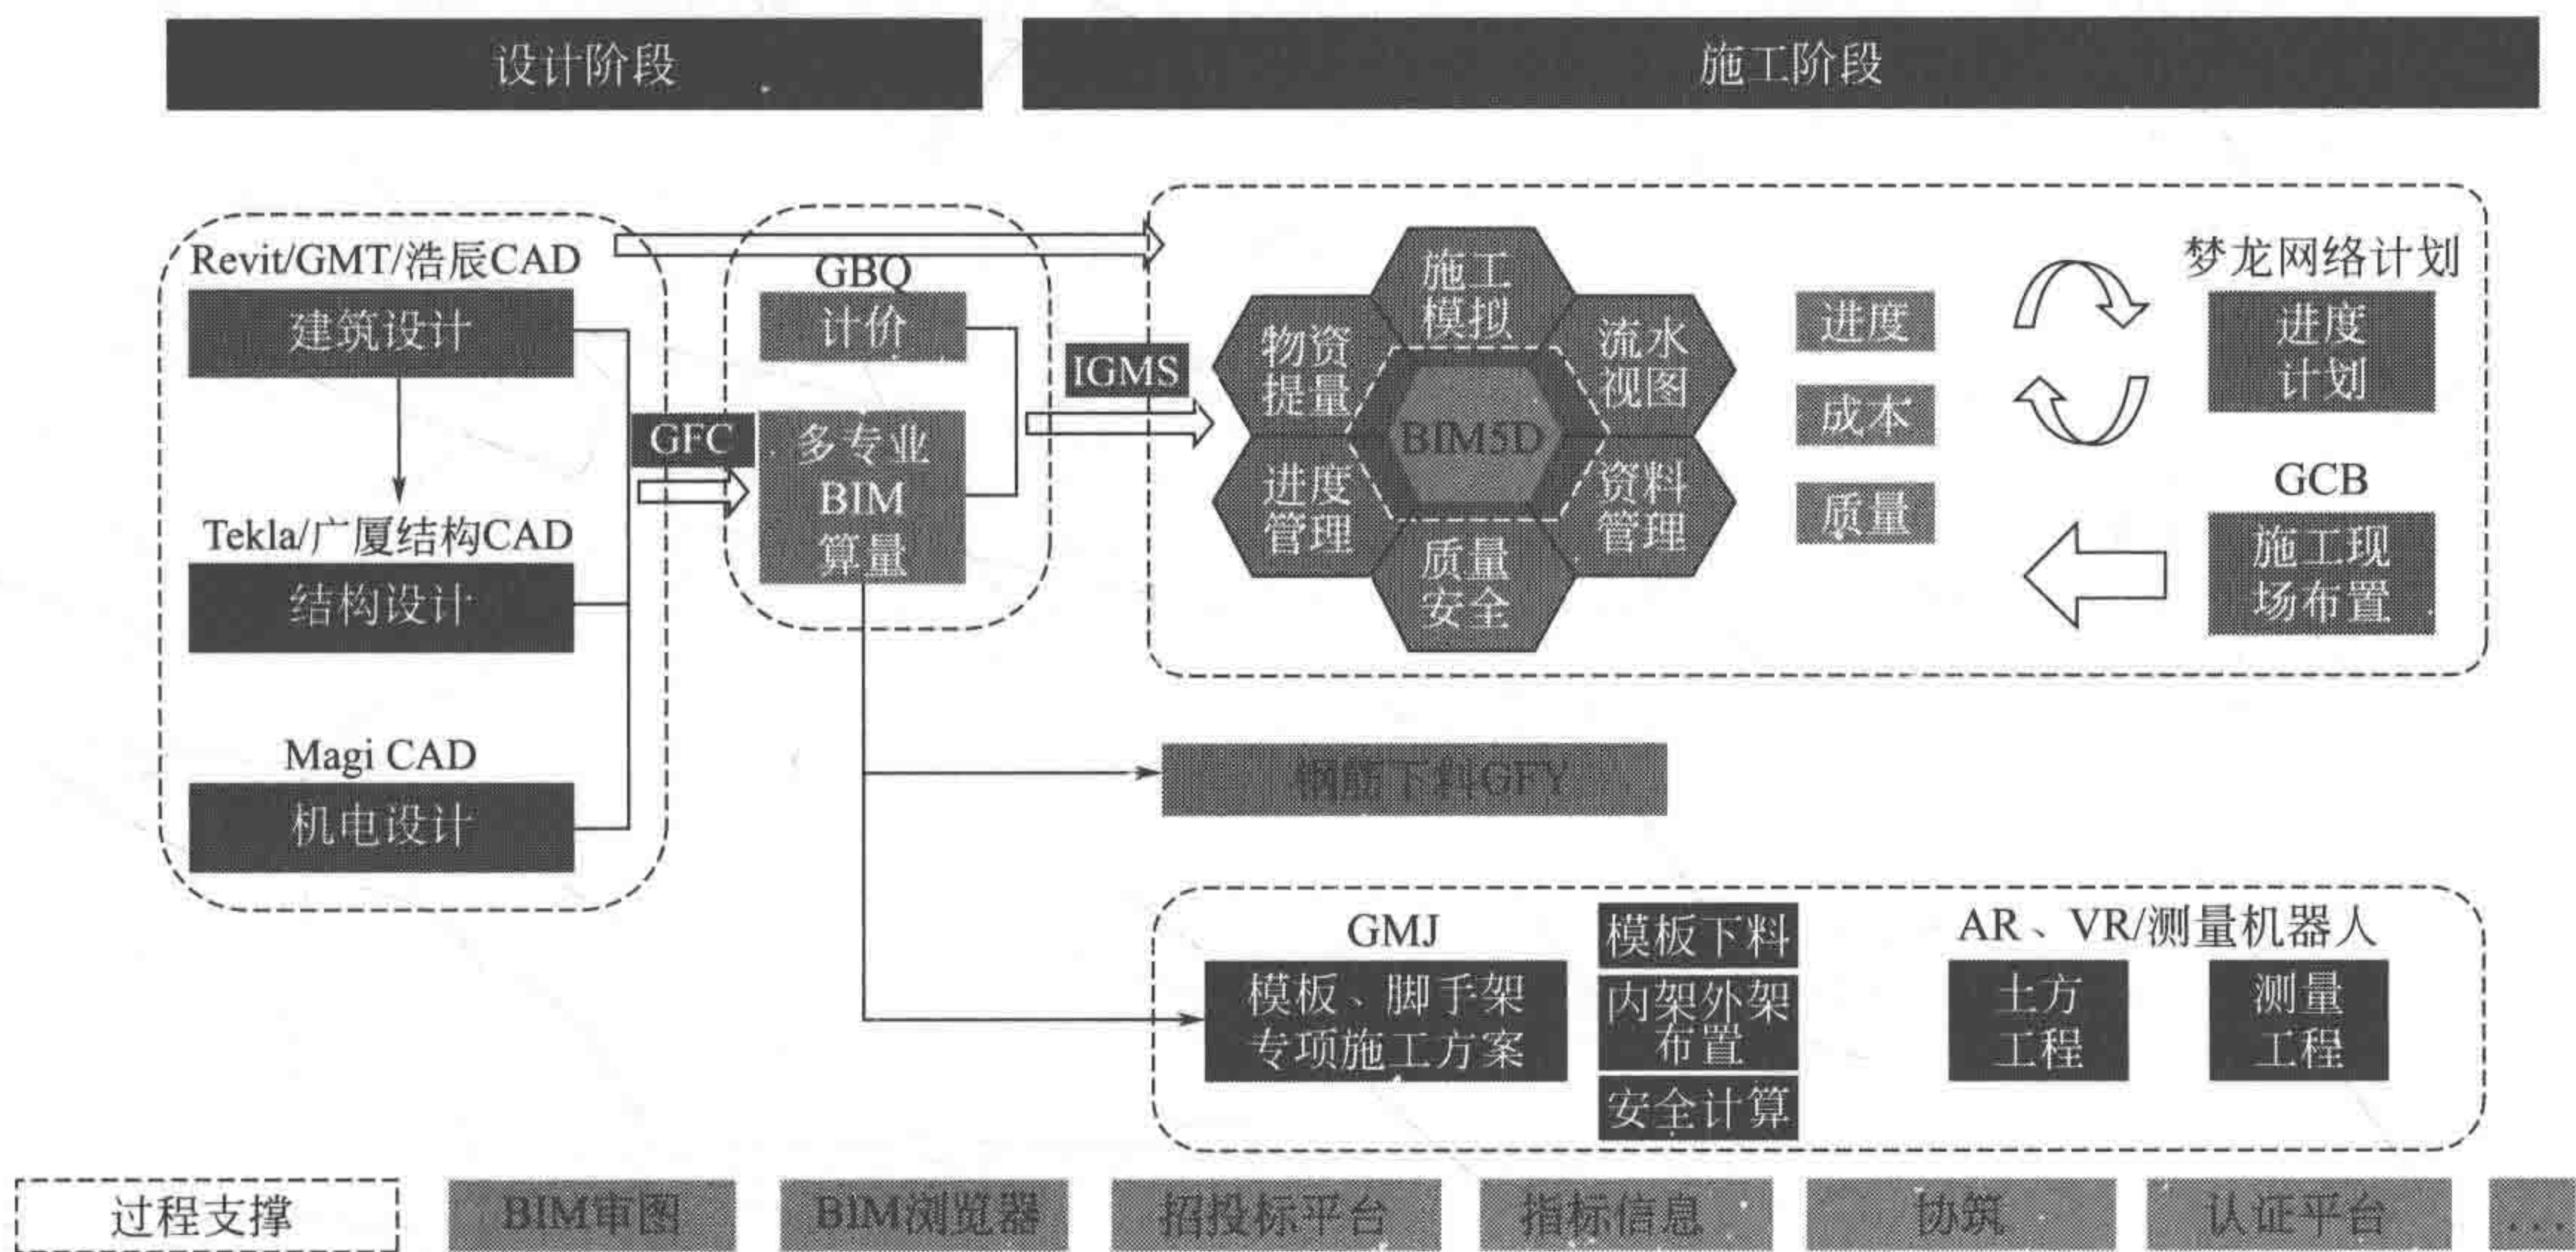 设计阶段
施工阶段
Revit/GMT/浩辰CAD
建筑设计
Tekla/广厦结构CAD
结构设计
Magi CAD
机电设计
GFC
GBQ
计价
多专业
BIM
算量
IGMS
施工
模拟
物资
提量
流水
视图
BIM5D
进度
管理
资料
管理
质量
安全
进度
成本
质量
梦龙网络计划
进度
计划
GCB
施工现
场布置
钢筋下料GFY
GMJ
模板、脚手架
专项施工方案
模板下料
内架外架
布置
安全计算
AR、VR/测量机器人
土方
工程
测量
工程
过程支撑
BIM审图
BIM浏览器
招投标平台
指标信息
协筑
认证平台
...